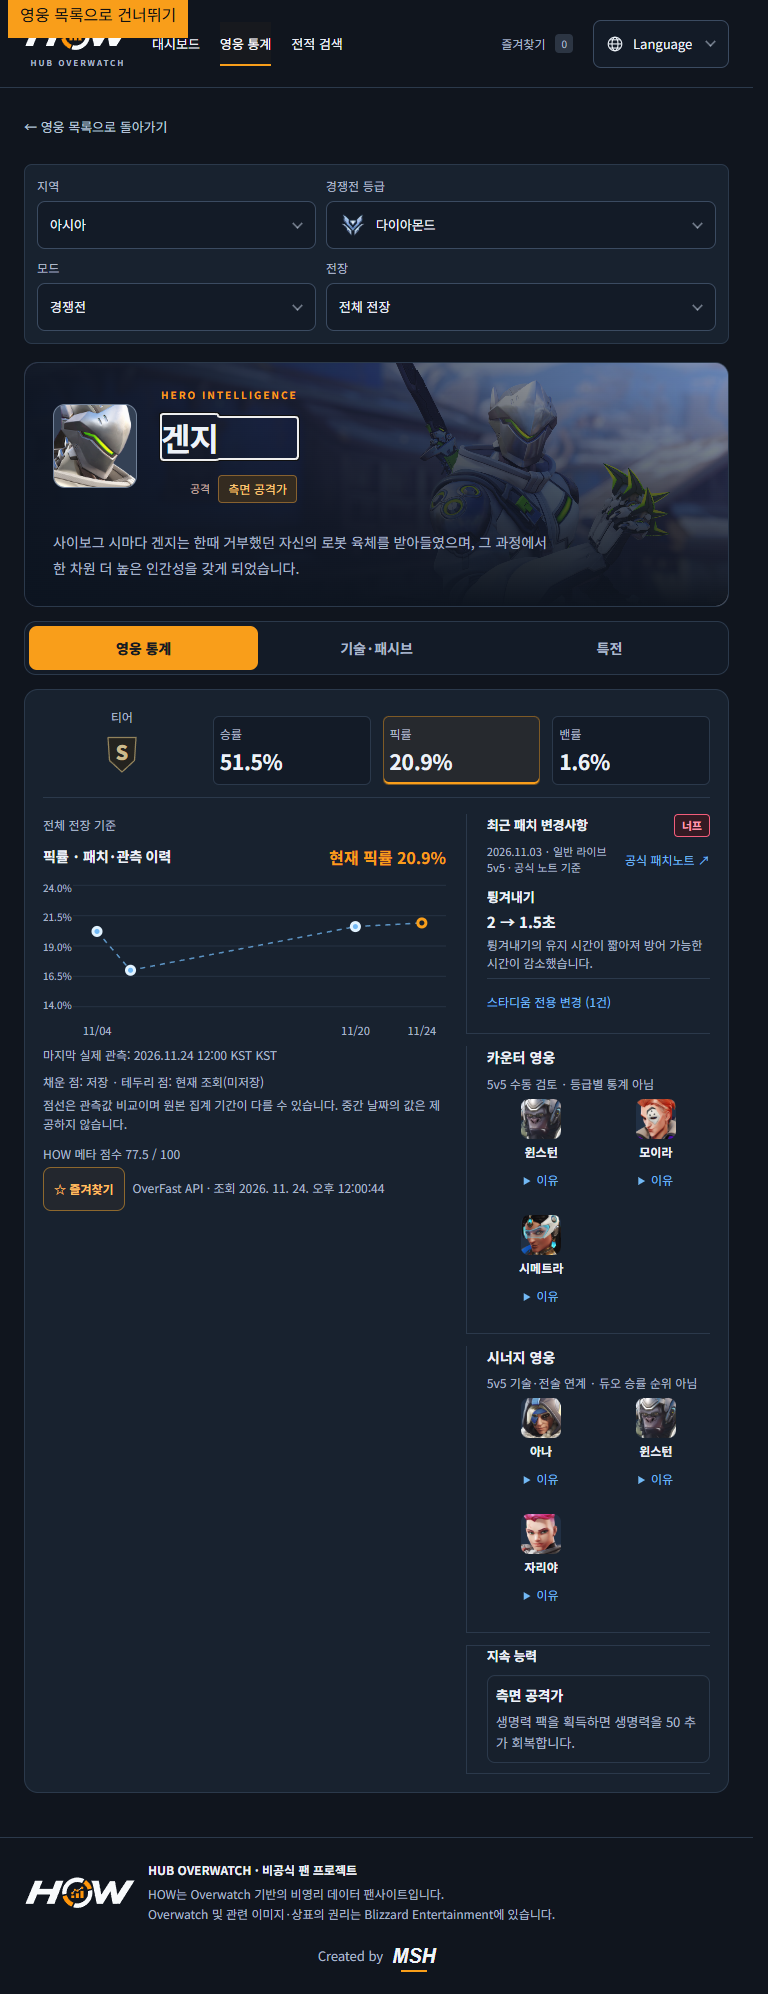 영웅 목록으로 건너뛰기
HOW
HUB OVERWATCH
대시보드
영웅 통계
전적 검색
즐겨찾기 0
Language
← 영웅 목록으로 돌아가기
지역
경쟁전 등급
아시아
다이아몬드
모드
전장
경쟁전
전체 전장
HERO INTELLIGENCE
겐지
공격
측면 공격가
사이보그 시마다 겐지는 한때 거부했던 자신의 로봇 육체를 받아들였으며, 그 과정에서
한 차원 더 높은 인간성을 갖게 되었습니다.
영웅 통계
기술·패시브
특전
티어
S
승률
51.5%
픽률
20.9%
밴률
1.6%
전체 전장 기준
픽률 · 패치·관측 이력
현재 픽률 20.9%
24.0%
21.5%
19.0%
16.5%
14.0%
11/04
11/20
11/24
마지막 실제 관측: 2026.11.24 12:00 KST KST
채운 점: 저장 · 테두리 점: 현재 조회(미저장)
점선은 관측값 비교이며 원본 집계 기간이 다를 수 있습니다. 중간 날짜의 값은 제
공하지 않습니다.
HOW 메타 점수 77.5 / 100
☆ 즐겨찾기
OverFast API · 조회 2026. 11. 24. 오후 12:00:44
최근 패치 변경사항
너프
2026.11.03 · 일반 라이브
5v5 · 공식 노트 기준
공식 패치노트 ↗
튕겨내기
2 → 1.5초
튕겨내기의 유지 시간이 짧아져 방어 가능한
시간이 감소했습니다.
스타디움 전용 변경 (1건)
카운터 영웅
5v5 수동 검토 · 등급별 통계 아님
윈스턴
모이라
▶ 이유
▶ 이유
시메트라
▶ 이유
시너지 영웅
5v5 기술·전술 연계 · 듀오 승률 순위 아님
아나
윈스턴
▶ 이유
▶ 이유
자리야
▶ 이유
지속 능력
측면 공격가
생명력 팩을 획득하면 생명력을 50 추
가 회복합니다.
HOW
HUB OVERWATCH · 비공식 팬 프로젝트
HOW는 Overwatch 기반의 비영리 데이터 팬사이트입니다.
Overwatch 및 관련 이미지·상표의 권리는 Blizzard Entertainment에 있습니다.
Created by MSH